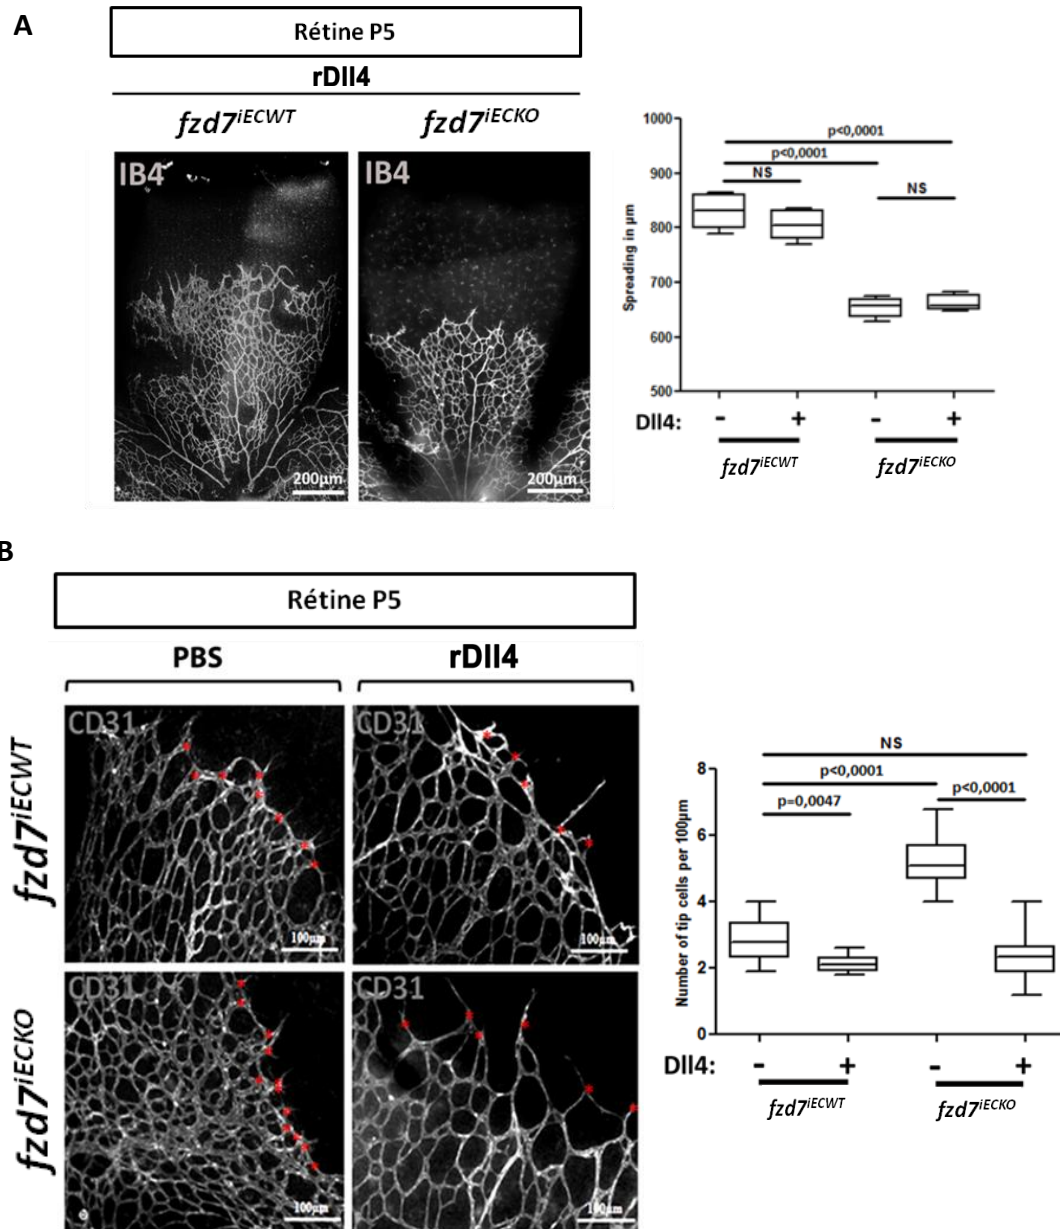 A
Rétine P5
rDll4
fzd7iECWT
fzd7iECKO
IB4
IB4
200µm
200µm
1000
900
800
700
600
500
Spreading in µm
p<0,0001
p<0,0001
NS
NS
Dll4:
-
+
-
+
fzd7iECWT
fzd7iECKO
B
Rétine P5
PBS
rDll4
fzd7iECWT
fzd7iECKO
CD31
CD31
100µm
100µm
CD31
CD31
100µm
100µm
8
6
4
2
0
Number of tip cells per 100µm
NS
p<0,0001
p=0,0047
p<0,0001
Dll4:
-
+
-
+
fzd7iECWT
fzd7iECKO